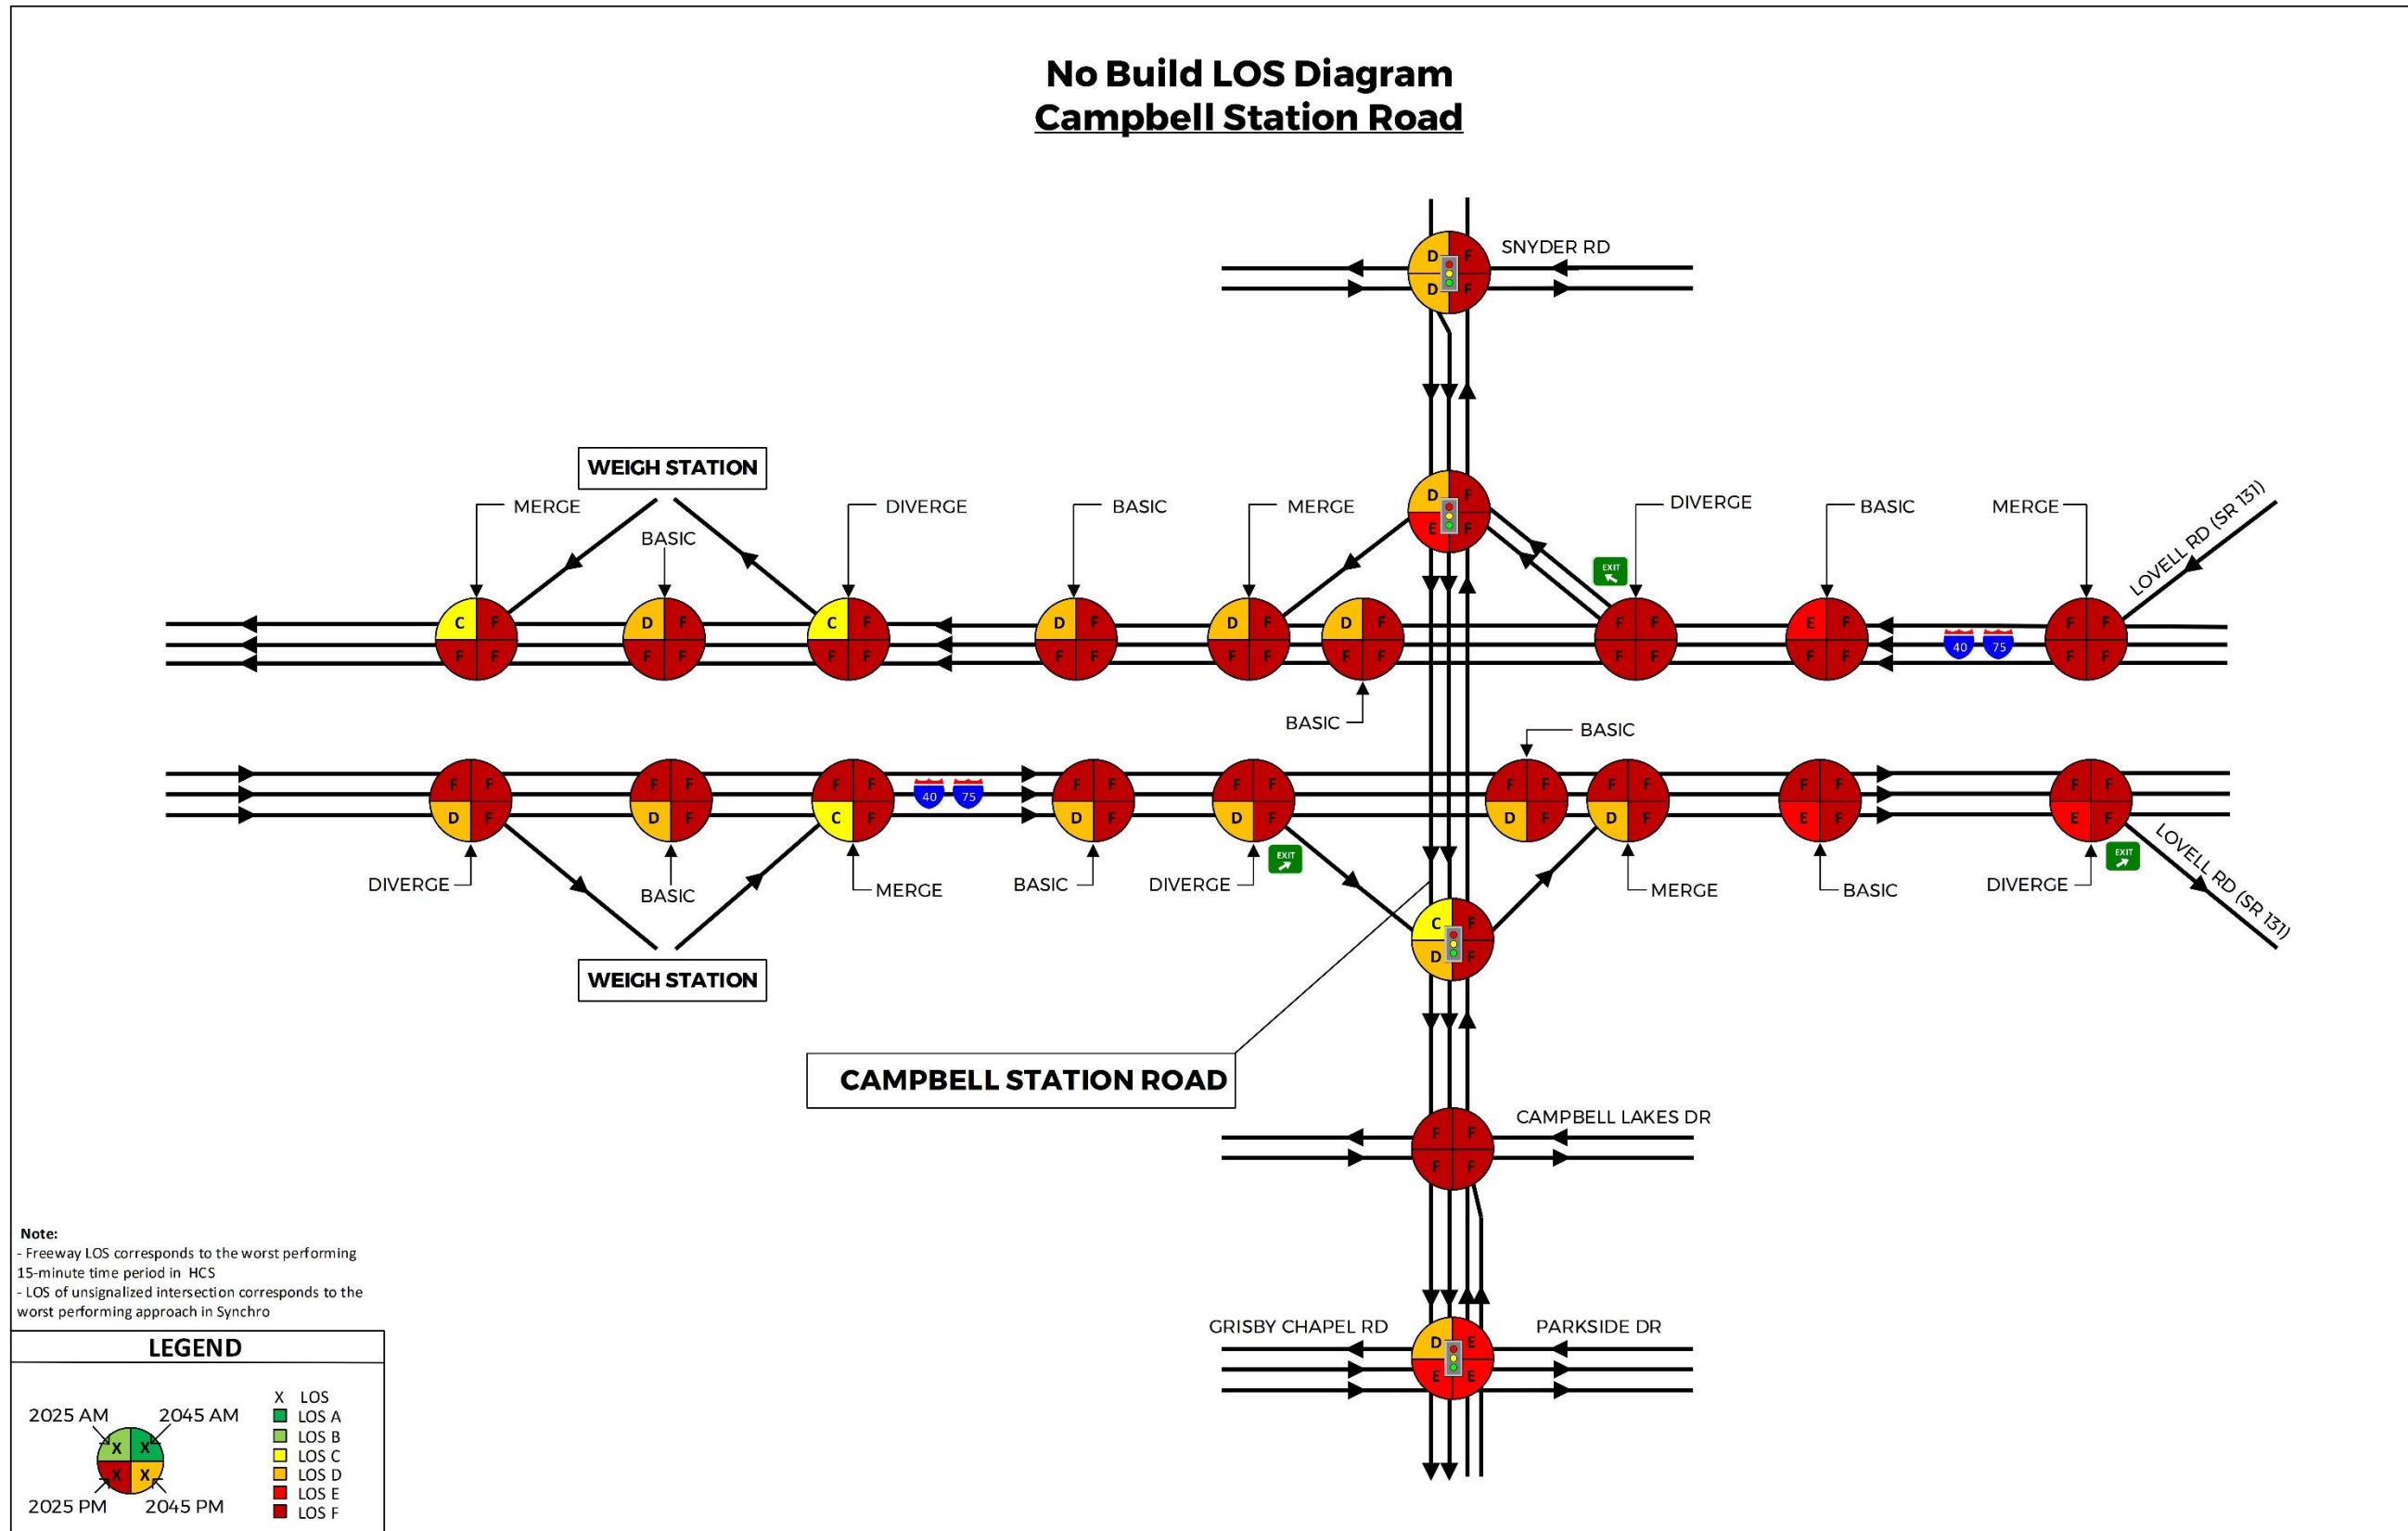 No Build LOS Diagram
Campbell Station Road
SNYDER RD
D F
D F
WEIGH STATION
MERGE
BASIC
DIVERGE
BASIC
MERGE
D F
E F
DIVERGE
BASIC
MERGE
LOVELL RD (SR 131)
EXIT
C F
F F
D F
F F
C F
F F
D F
F F
D F
F F
D F
F F
F F
F F
E F
F F
40 75
F F
F F
BASIC
BASIC
F F
D F
F F
D F
F F
C F
40 75
F F
D F
F F
D F
F F
D F
F F
D F
F F
E F
F F
E F
DIVERGE
BASIC
MERGE
BASIC
DIVERGE
EXIT
MERGE
BASIC
DIVERGE
EXIT
LOVELL RD (SR 131)
C F
D F
WEIGH STATION
CAMPBELL STATION ROAD
CAMPBELL LAKES DR
F F
F F
GRISBY CHAPEL RD
PARKSIDE DR
D E
E E
Note:
- Freeway LOS corresponds to the worst performing
15-minute time period in HCS
- LOS of unsignalized intersection corresponds to the
worst performing approach in Synchro
LEGEND
2025 AM
2045 AM
X X
X X
2025 PM
2045 PM
X LOS
LOS A
LOS B
LOS C
LOS D
LOS E
LOS F